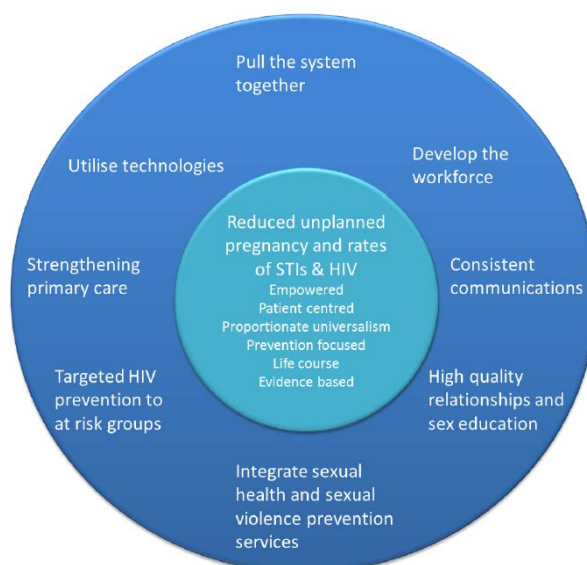 Pull the system
together
Utilise technologies
Develop the
workforce
Reduced unplanned
pregnancy and rates
of STIs & HIV
Empowered
Patient centred
Proportionate universalism
Prevention focused
Life course
Evidence based
Strengthening
primary care
Consistent
communications
Targeted HIV
prevention to
at risk groups
High quality
relationships and
sex education
Integrate sexual
health and sexual
violence prevention
services